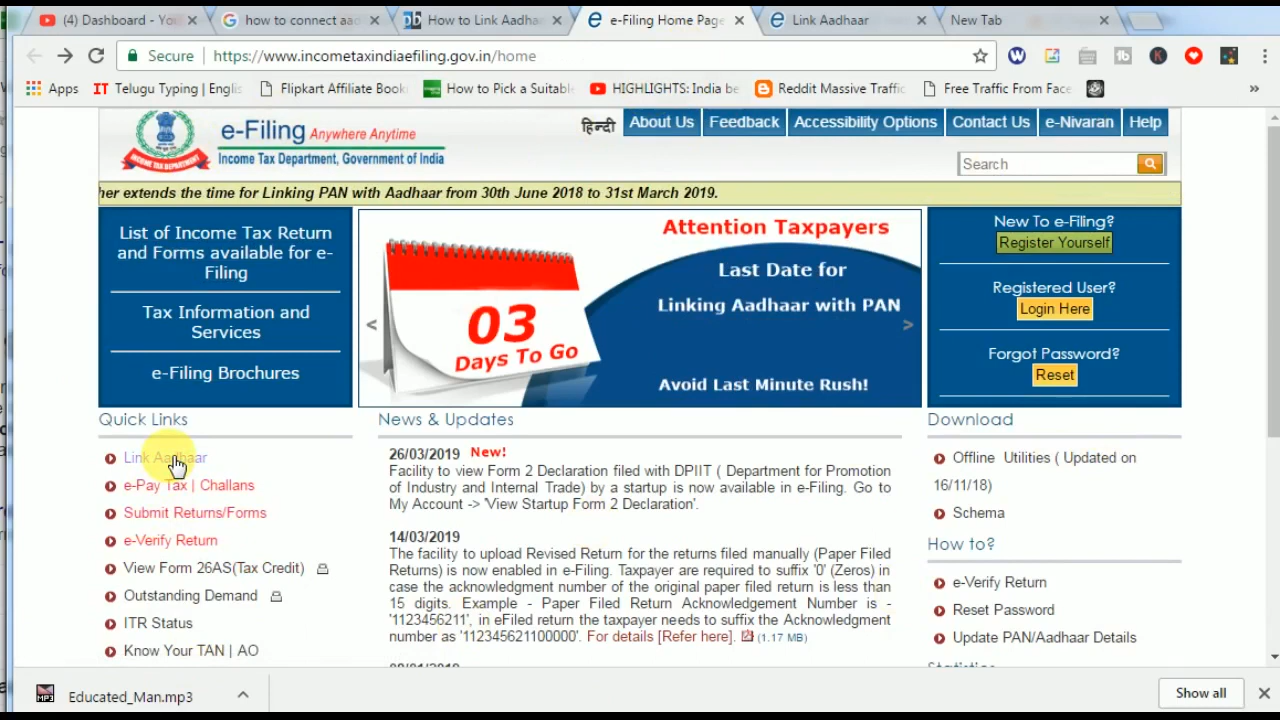 (4) Dashboard - You
how to connect aad
How to Link Aadha
e-Filing Home Page
Link Aadhaar
New Tab
Secure
https://www.incometaxindiaefiling.gov.in/home
Apps
IT Telugu Typing | Englis
Flipkart Affiliate Book
How to Pick a Suitable
HIGHLIGHTS: India be
Reddit Massive Traffic
Free Traffic From Face
»
e-Filing Anywhere Anytime
Income Tax Department, Government of India
INCOME TAX DEPARTMENT
हिन्दी
About Us
Feedback
Accessibility Options
Contact Us
e-Nivaran
Help
Search
her extends the time for Linking PAN with Aadhaar from 30th June 2018 to 31st March 2019.
List of Income Tax Return
and Forms available for e-
Filing
Tax Information and
Services
e-Filing Brochures
03
Days To Go
Attention Taxpayers
Last Date for
Linking Aadhaar with PAN
Avoid Last Minute Rush!
<
>
New To e-Filing?
Register Yourself
Registered User?
Login Here
Forgot Password?
Reset
Quick Links
Link Aadhaar
e-Pay Tax | Challans
Submit Returns/Forms
e-Verify Return
View Form 26AS(Tax Credit)
Outstanding Demand
ITR Status
Know Your TAN | AO
News & Updates
26/03/2019 New!
Facility to view Form 2 Declaration filed with DPIIT ( Department for Promotion
of Industry and Internal Trade) by a startup is now available in e-Filing. Go to
My Account -> 'View Startup Form 2 Declaration'.
14/03/2019
The facility to upload Revised Return for the returns filed manually (Paper Filed
Returns) is now enabled in e-Filing. Taxpayer are required to suffix '0' (Zeros) in
case the acknowledgment number of the original paper filed return is less than
15 digits. Example - Paper Filed Return Acknowledgement Number is -
'1123456211', in eFiled return the taxpayer needs to suffix the Acknowledgment
number as '112345621100000'. For details [Refer here]. (1.17 MB)
Download
Offline Utilities ( Updated on
16/11/18)
Schema
How to?
e-Verify Return
Reset Password
Update PAN/Aadhaar Details
Educated_Man.mp3
Show all